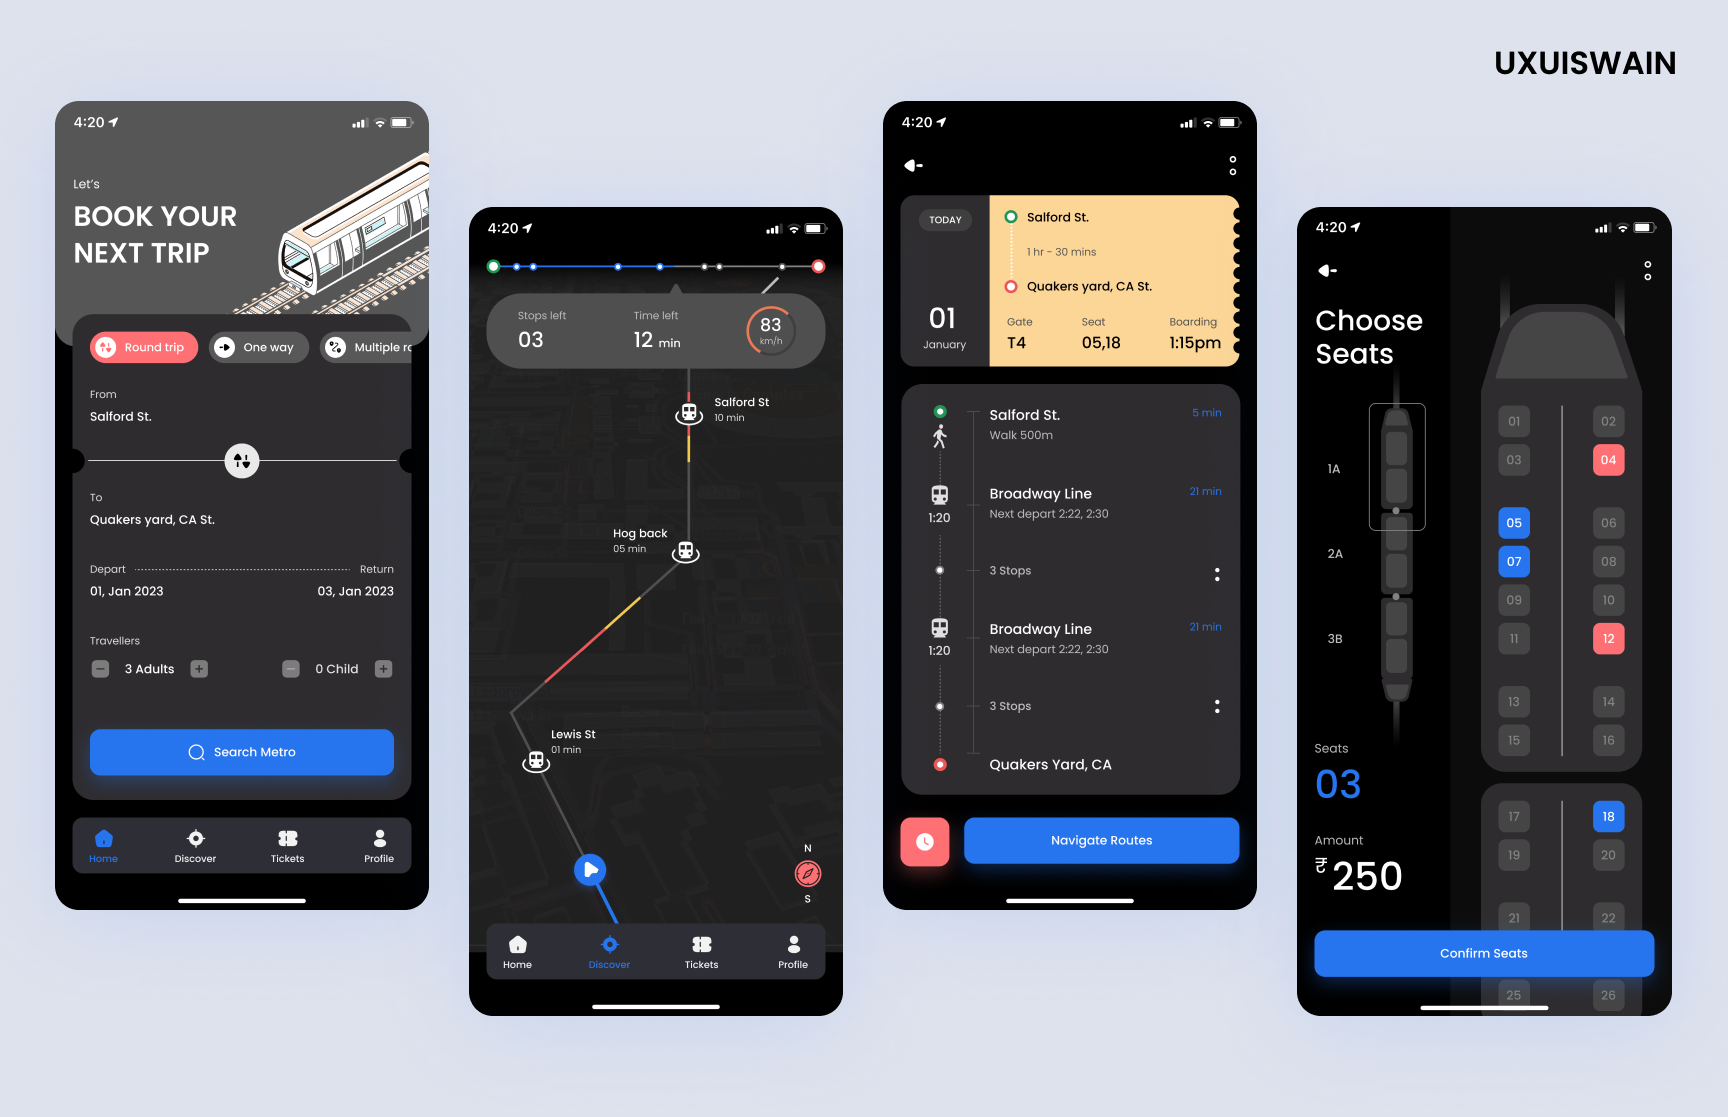 UXUISWAIN
4:20
Let's
BOOK YOUR
NEXT TRIP
Round trip
One way
Multiple ro
From
Salford St.
To
Quakers yard, CA St.
Depart
Return
01, Jan 2023
03, Jan 2023
Travellers
3 Adults
0 Child
Search Metro
Home
Discover
Tickets
Profile
4:20
Stops left
03
Time left
12 min
83
km/h
Salford St
10 min
Hog back
05 min
Lewis St
01 min
N
S
Home
Discover
Tickets
Profile
4:20
TODAY
01
January
Salford St.
1 hr - 30 mins
Quakers yard, CA St.
Gate
Seat
Boarding
T4
05,18
1:15pm
Salford St.
5 min
Walk 500m
Broadway Line
21 min
1:20
Next depart 2:22, 2:30
3 Stops
Broadway Line
21 min
1:20
Next depart 2:22, 2:30
3 Stops
Quakers Yard, CA
Navigate Routes
4:20
Choose
Seats
1A
2A
3B
Seats
03
Amount
₹250
01
02
03
04
05
06
07
08
09
10
11
12
13
14
15
16
17
18
19
20
21
22
Confirm Seats
25
26